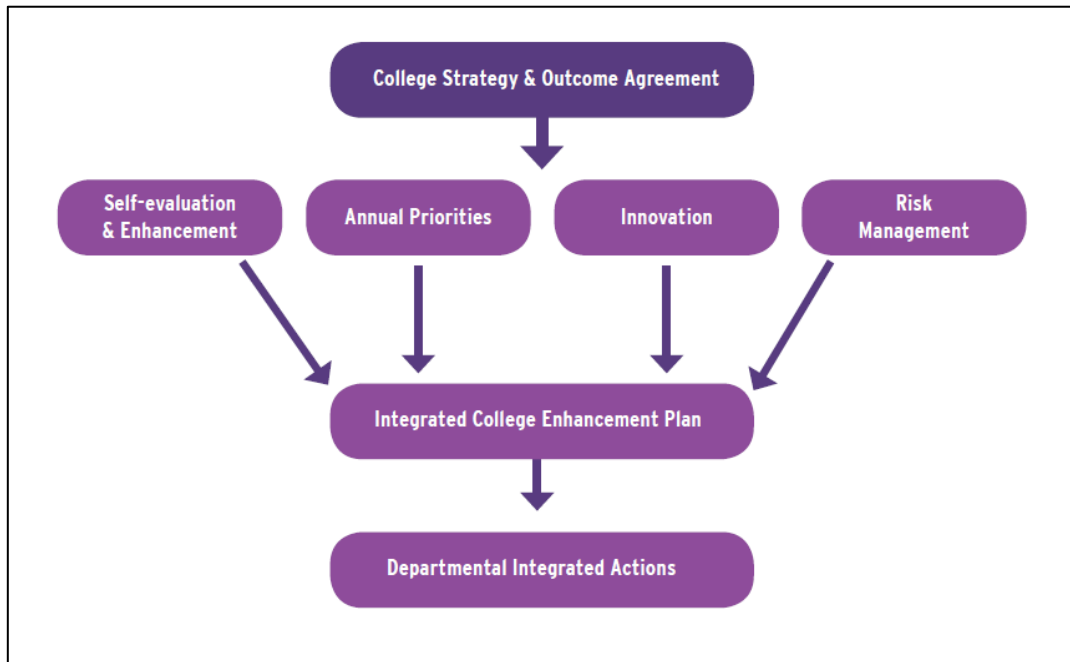 College Strategy & Outcome Agreement
Self-evaluation
& Enhancement
Annual Priorities
Innovation
Risk
Management
Integrated College Enhancement Plan
Departmental Integrated Actions